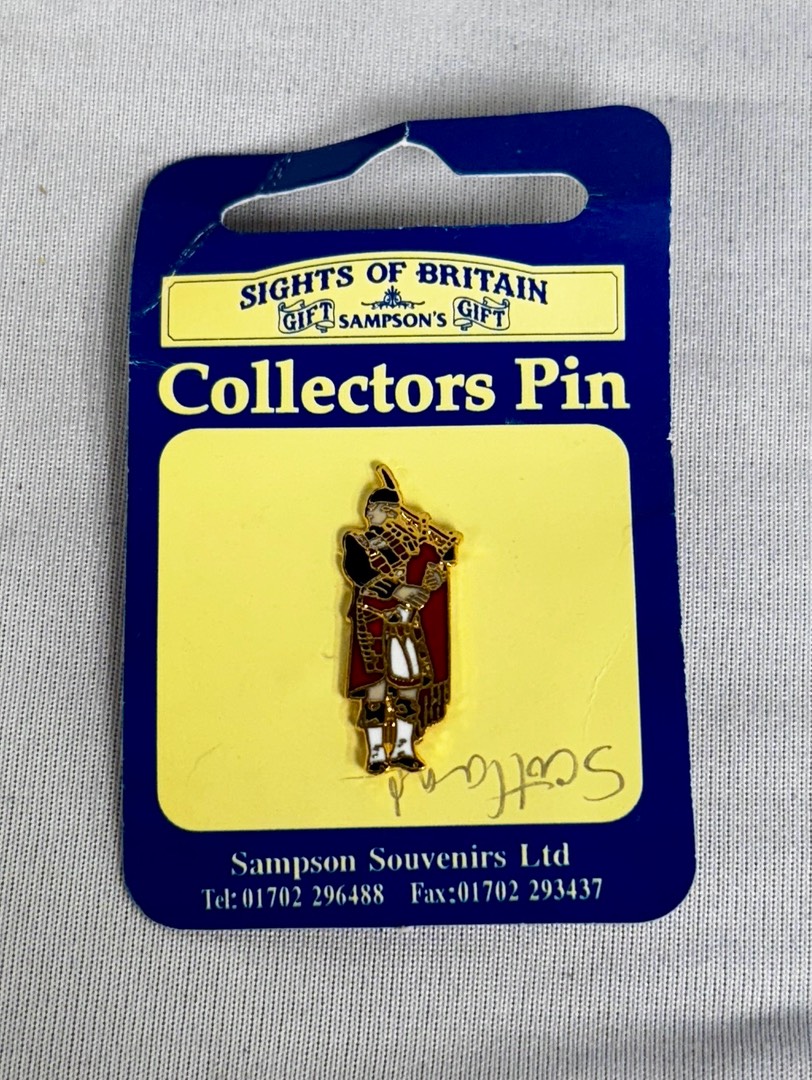 SIGHTS OF BRITAIN
GIFT SAMPSON'S GIFT
Collectors Pin
Scotland
Sampson Souvenirs Ltd
Tel: 01702 296488 Fax:01702 293437